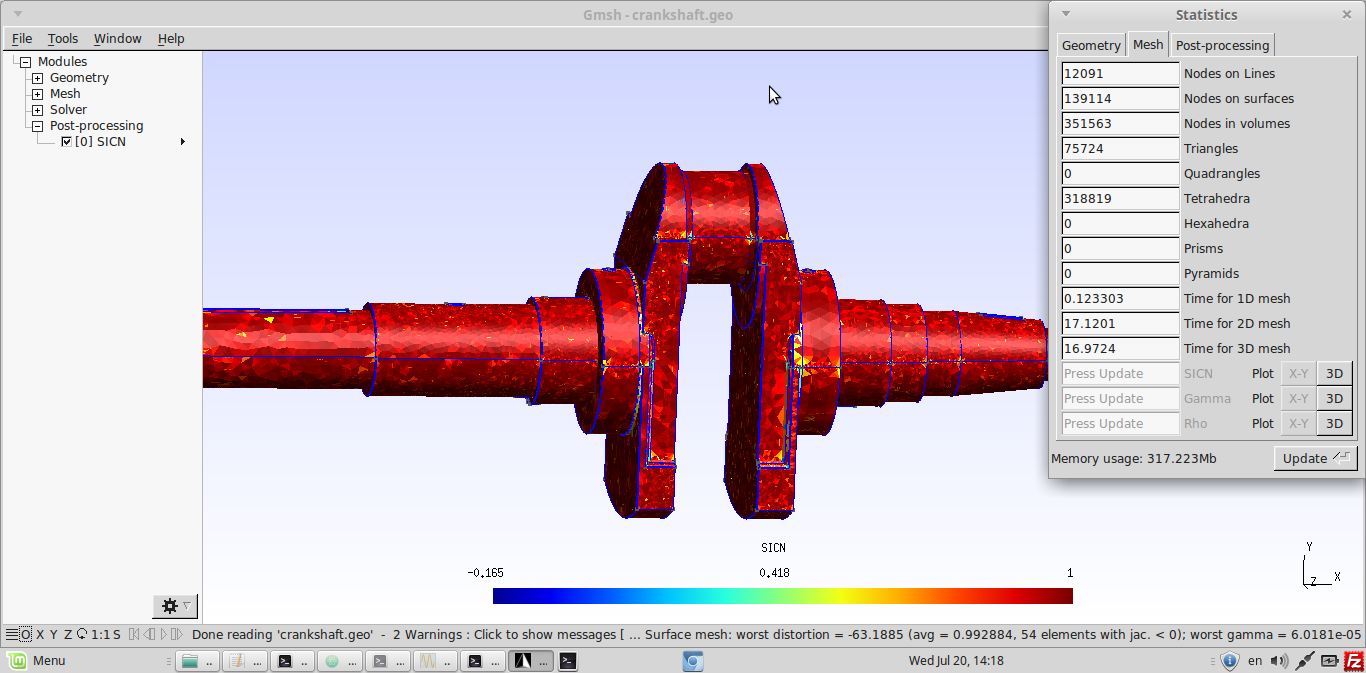 Gmsh - crankshaft.geo
File Tools Window Help
Modules
Geometry
Mesh
Solver
Post-processing
[0] SICN
Statistics
Geometry Mesh Post-processing
12091 Nodes on Lines
139114 Nodes on surfaces
351563 Nodes in volumes
75724 Triangles
0 Quadrangles
318819 Tetrahedra
0 Hexahedra
0 Prisms
0 Pyramids
0.123303 Time for 1D mesh
17.1201 Time for 2D mesh
16.9724 Time for 3D mesh
Press Update SICN Plot X-Y 3D
Press Update Gamma Plot X-Y 3D
Press Update Rho Plot X-Y 3D
Memory usage: 317.223Mb Update
SICN
-0.165 0.418 1
Y
Z X
O X Y Z 1:1 S Done reading 'crankshaft.geo' - 2 Warnings : Click to show messages [ ... Surface mesh: worst distortion = -63.1885 (avg = 0.992884, 54 elements with jac. < 0); worst gamma = 6.0181e-05
Menu .. ... .. ... ... .. ... ... Wed Jul 20, 14:18 en